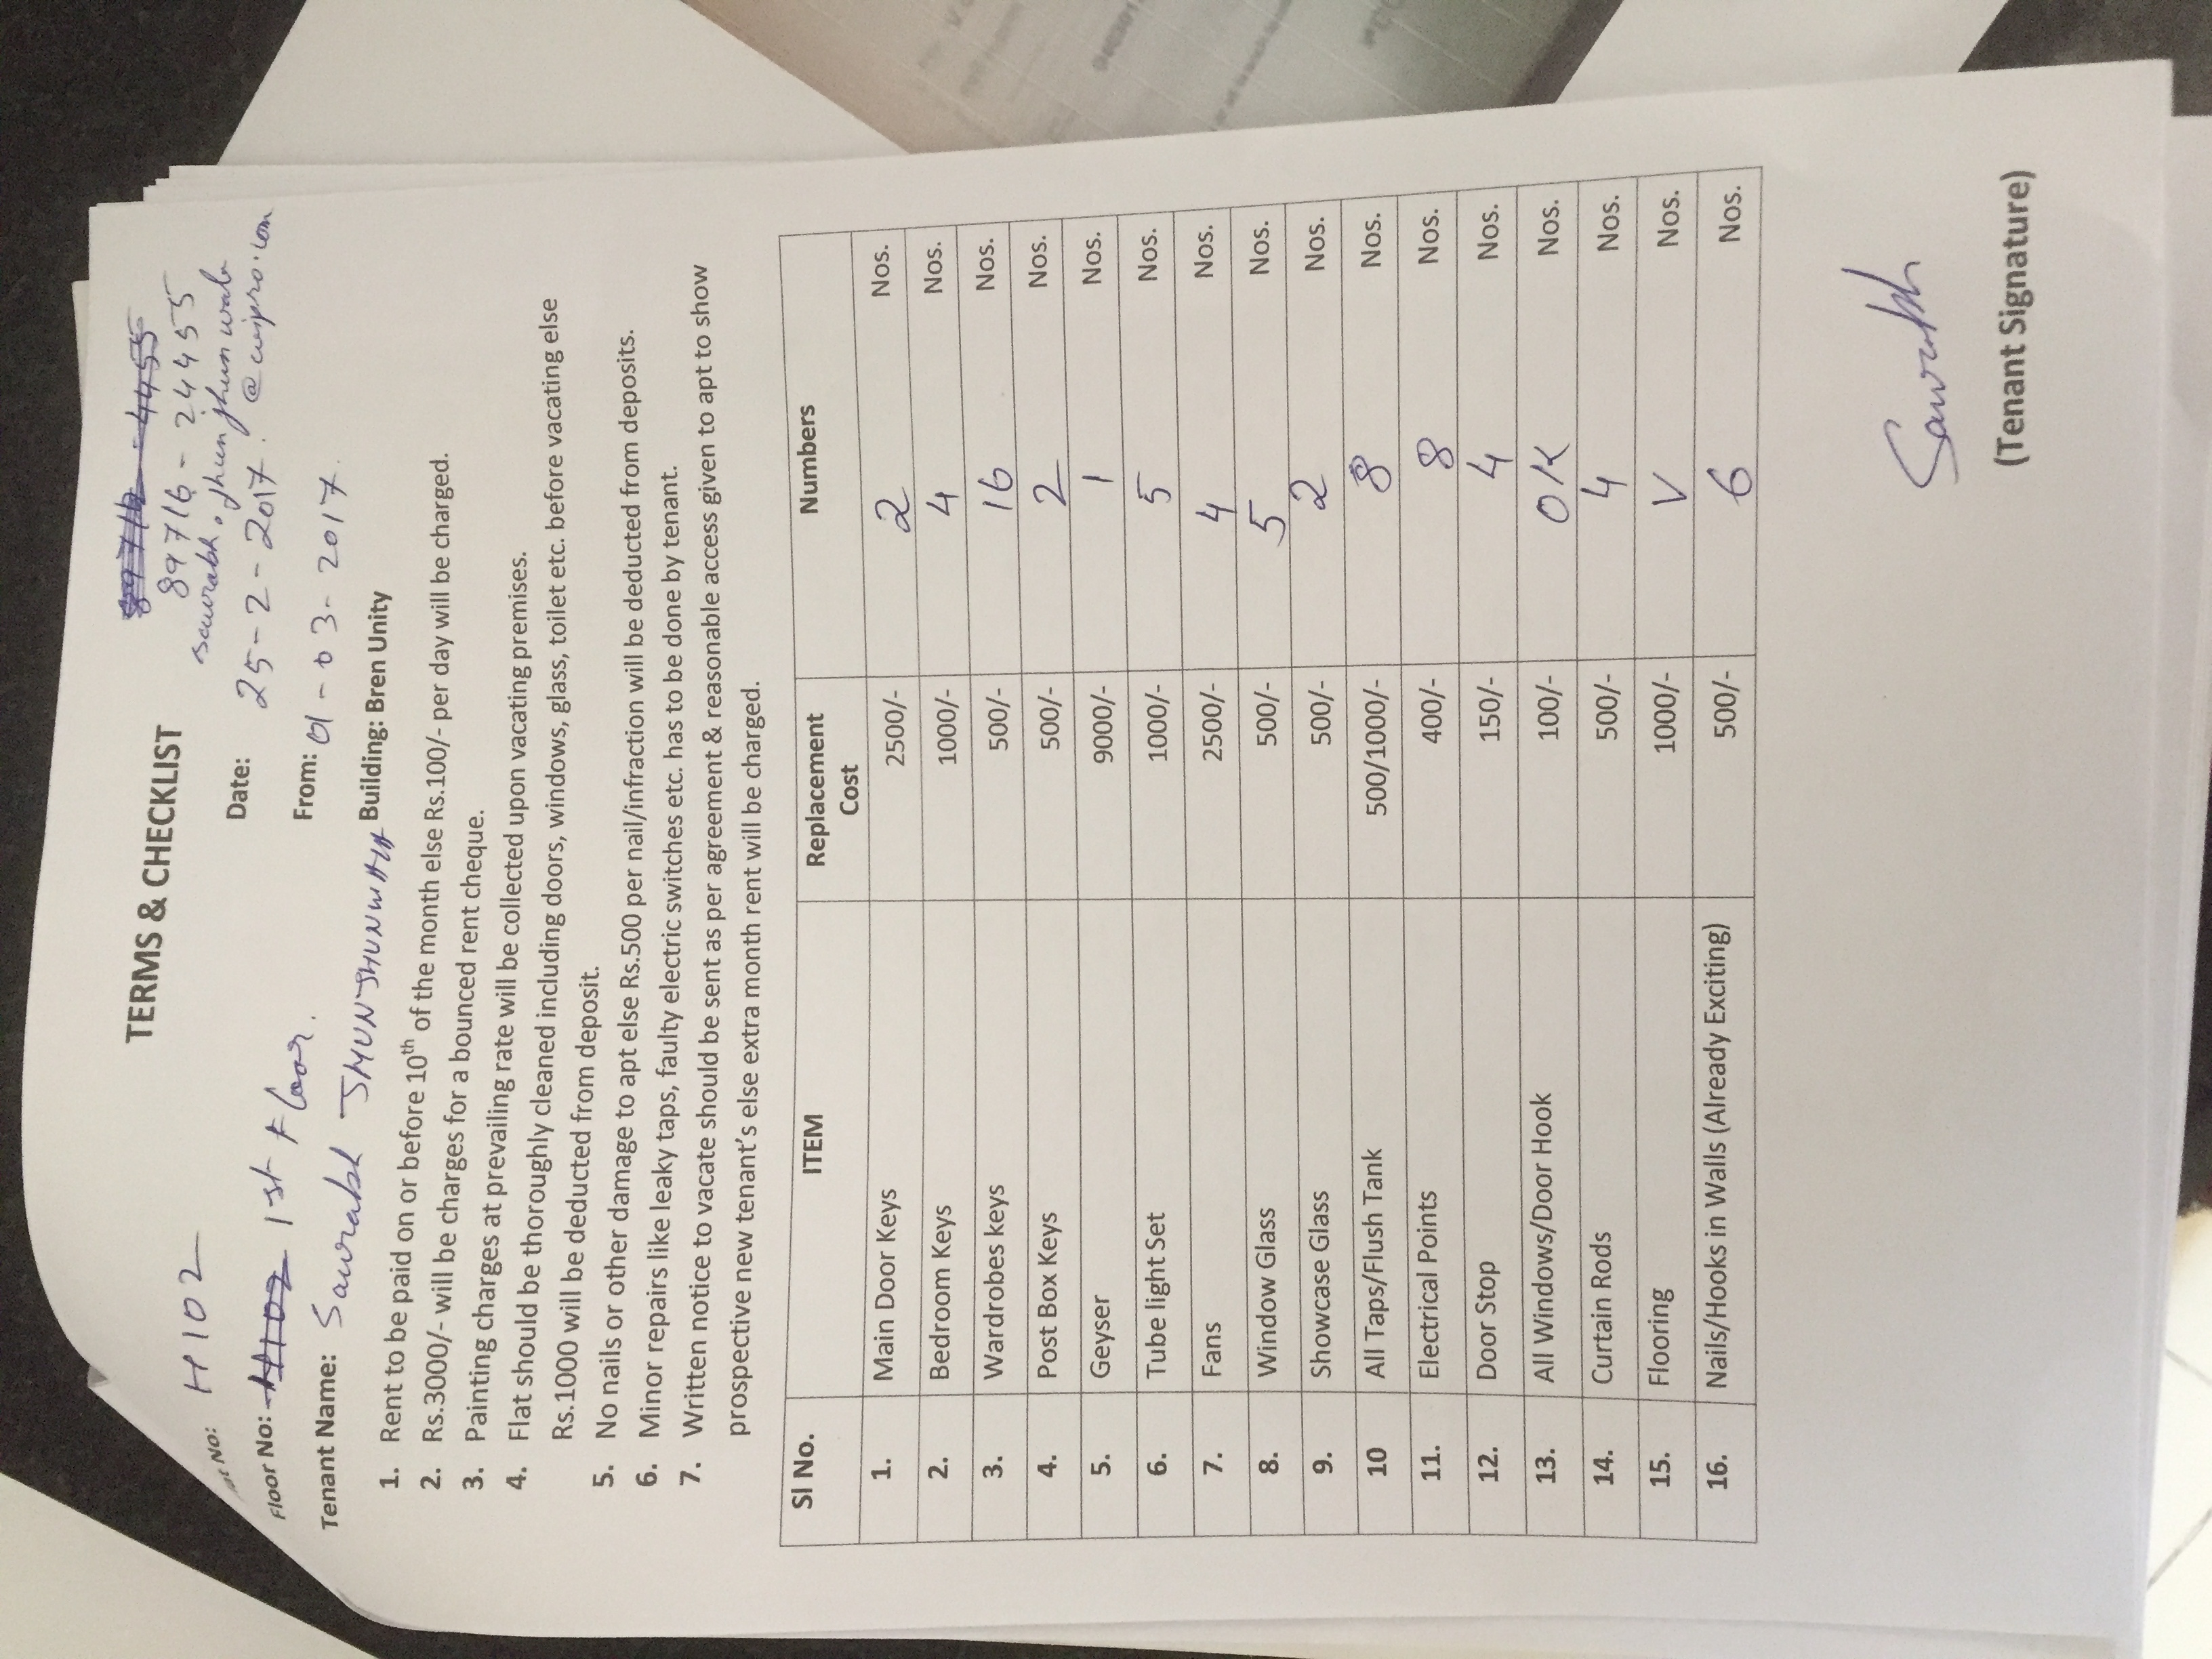 TERMS & CHECKLIST
89716 - 4455
89716 - 24455
saurabh.jhunjhunwala
@wipro.com
at No: H102
Date: 25-2-2017.
Floor No: H102 1st Floor.
From: 01-03-2017.
Tenant Name: Saurabh JHUNJHUNWALA
Building: Bren Unity
1. Rent to be paid on or before 10th of the month else Rs.100/- per day will be charged.
2. Rs.3000/- will be charges for a bounced rent cheque.
3. Painting charges at prevailing rate will be collected upon vacating premises.
4. Flat should be thoroughly cleaned including doors, windows, glass, toilet etc. before vacating else
Rs.1000 will be deducted from deposit.
5. No nails or other damage to apt else Rs.500 per nail/infraction will be deducted from deposits.
6. Minor repairs like leaky taps, faulty electric switches etc. has to be done by tenant.
7. Written notice to vacate should be sent as per agreement & reasonable access given to apt to show
prospective new tenant's else extra month rent will be charged.
Sl No. ITEM Replacement Cost Numbers
1. Main Door Keys 2500/- 2 Nos.
2. Bedroom Keys 1000/- 4 Nos.
3. Wardrobes keys 500/- 16 Nos.
4. Post Box Keys 500/- 2 Nos.
5. Geyser 9000/- 1 Nos.
6. Tube light Set 1000/- 5 Nos.
7. Fans 2500/- 4 Nos.
8. Window Glass 500/- 5 Nos.
9. Showcase Glass 500/- 2 Nos.
10 All Taps/Flush Tank 500/1000/- 8 Nos.
11. Electrical Points 400/- 8 Nos.
12. Door Stop 150/- 4 Nos.
13. All Windows/Door Hook 100/- OK Nos.
14. Curtain Rods 500/- 4 Nos.
15. Flooring 1000/- V Nos.
16. Nails/Hooks in Walls (Already Exciting) 500/- 6 Nos.
Saurabh
(Tenant Signature)